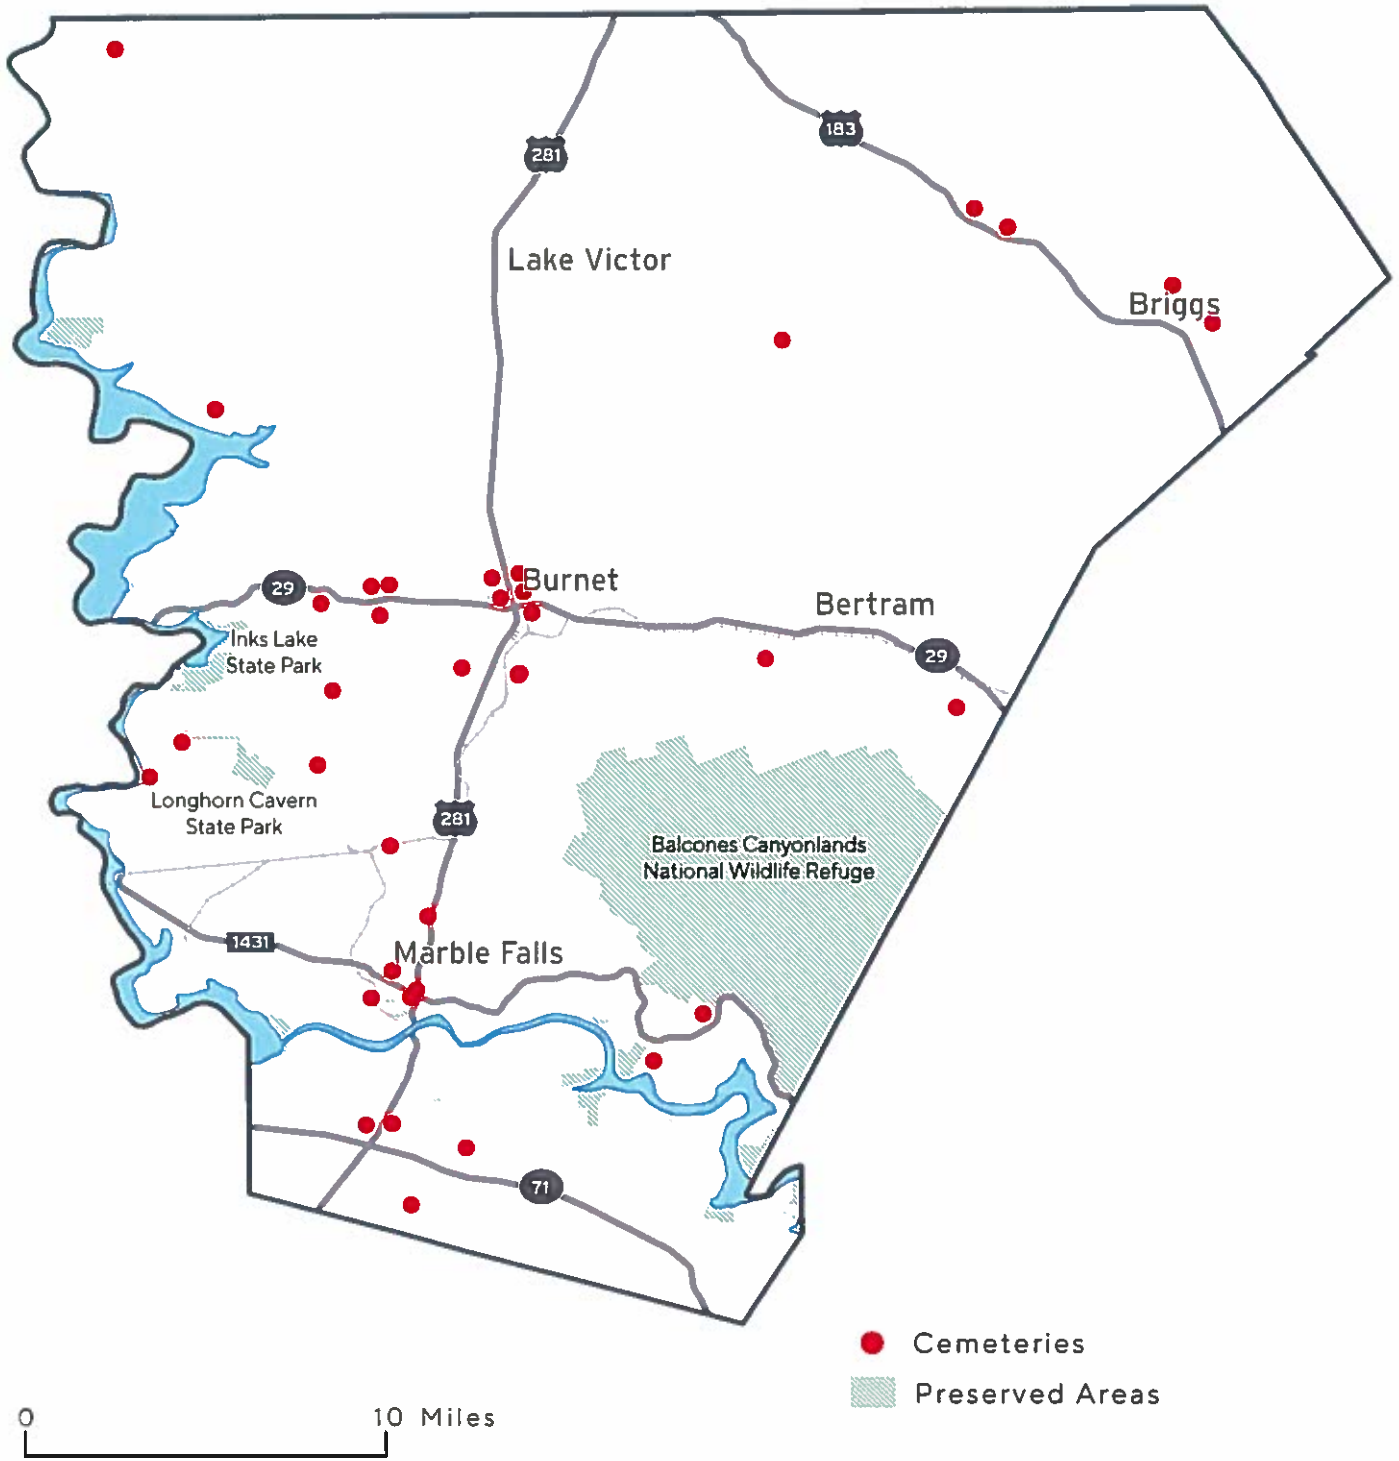 183
281
Lake Victor
Briggs
Burnet
29
Bertram
Inks Lake
State Park
29
Longhorn Cavern
State Park
281
Balcones Canyonlands
National Wildlife Refuge
1431
Marble Falls
71
Cemeteries
Preserved Areas
0 10 Miles